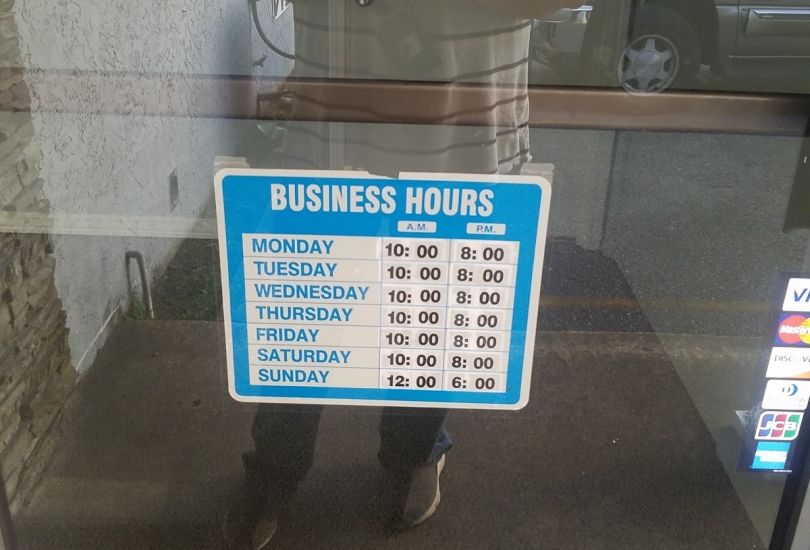 BUSINESS HOURS
A.M. P.M.
MONDAY 10: 00 8: 00
TUESDAY 10: 00 8: 00
WEDNESDAY 10: 00 8: 00
THURSDAY 10: 00 8: 00
FRIDAY 10: 00 8: 00
SATURDAY 10: 00 8: 00
SUNDAY 12: 00 6: 00
JCB